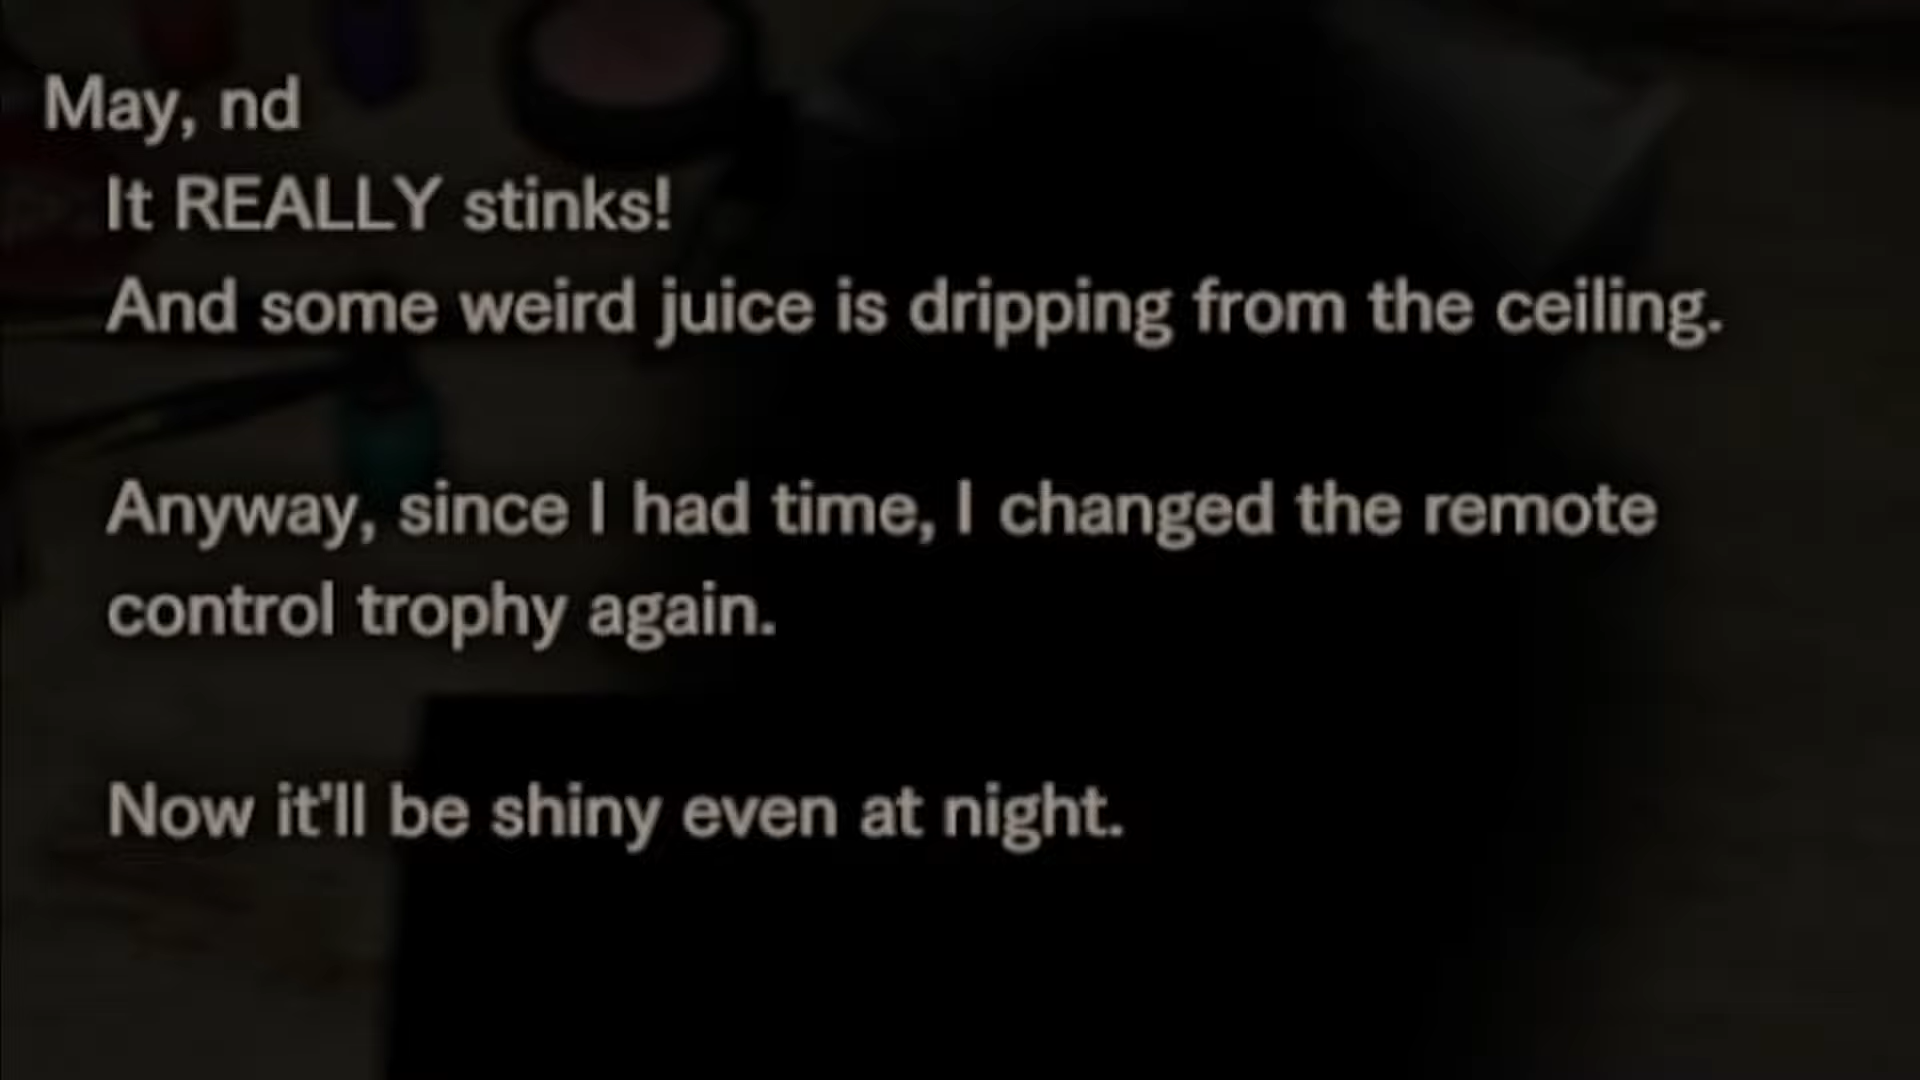 May, nd
It REALLY stinks!
And some weird juice is dripping from the ceiling.
Anyway, since I had time, I changed the remote
control trophy again.
Now it'll be shiny even at night.